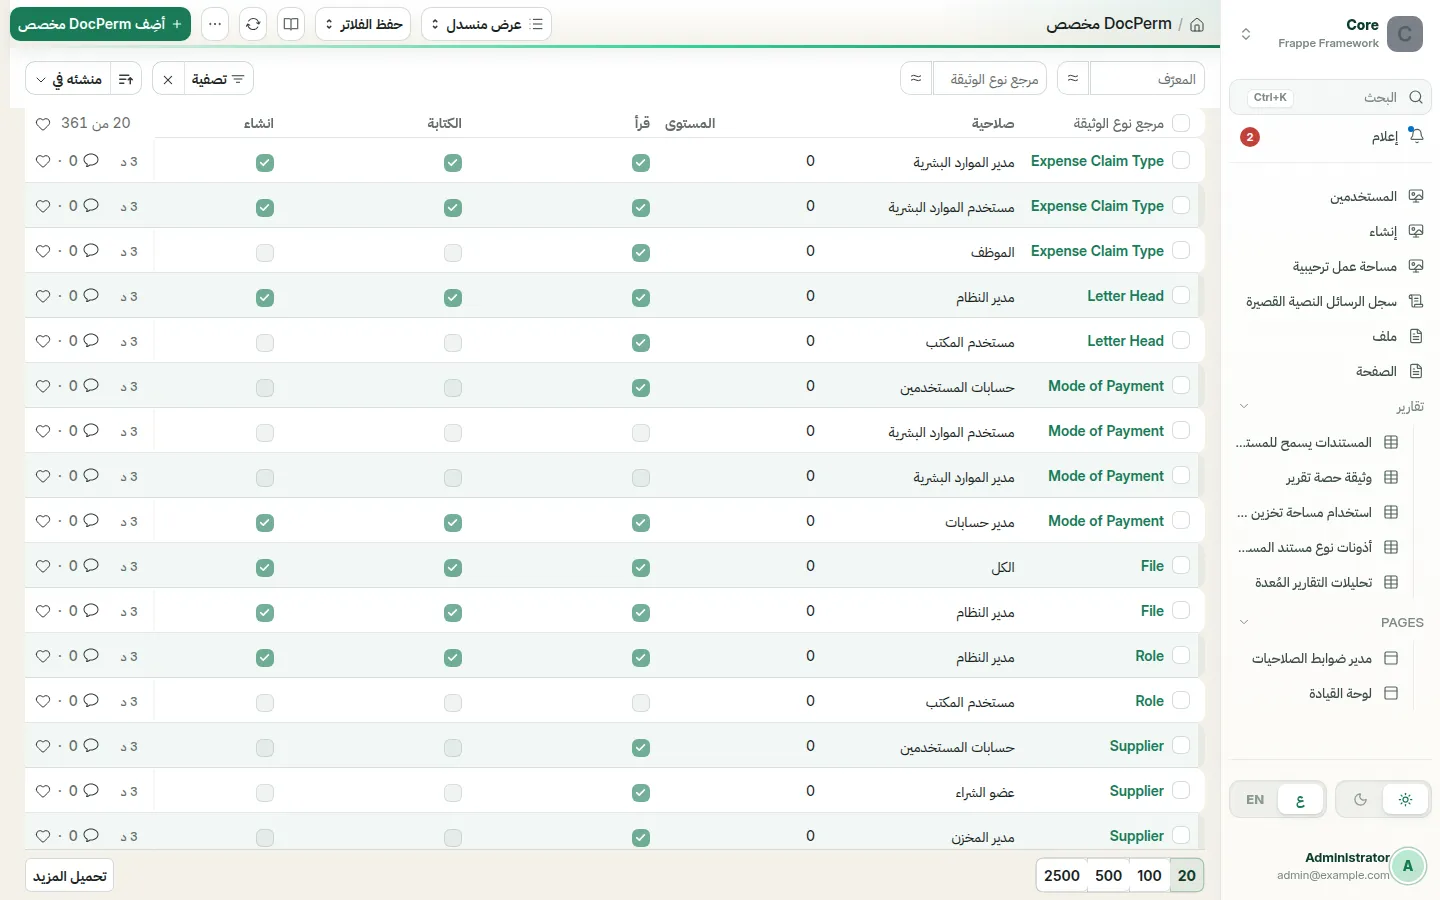 Core
Frappe Framework
البحث
Ctrl+K
إعلام
2
المستخدمين
إنشاء
مساحة عمل ترحيبية
سجل الرسائل النصية القصيرة
ملف
الصفحة
تقارير
المستندات يسمح للمستـ...
وثيقة حصة تقرير
استخدام مساحة تخزين ...
أذونات نوع مستند المسـ...
تحليلات التقارير المُعدة
PAGES
مدير ضوابط الصلاحيات
لوحة القيادة
ع
EN
Administrator
admin@example.com
A
C
/ DocPerm مخصص
عرض منسدل
حفظ الفلاتر
...
+ أضِف DocPerm مخصص
المعرّف
≈
مرجع نوع الوثيقة
≈
تصفية
×
منشئه في
مرجع نوع الوثيقة صلاحية المستوى قرأ الكتابة انشاء 20 من 361
Expense Claim Type مدير الموارد البشرية 0 3 د 0 ·
Expense Claim Type مستخدم الموارد البشرية 0 3 د 0 ·
Expense Claim Type الموظف 0 3 د 0 ·
Letter Head مدير النظام 0 3 د 0 ·
Letter Head مستخدم المكتب 0 3 د 0 ·
Mode of Payment حسابات المستخدمين 0 3 د 0 ·
Mode of Payment مستخدم الموارد البشرية 0 3 د 0 ·
Mode of Payment مدير الموارد البشرية 0 3 د 0 ·
Mode of Payment مدير حسابات 0 3 د 0 ·
File الكل 0 3 د 0 ·
File مدير النظام 0 3 د 0 ·
Role مدير النظام 0 3 د 0 ·
Role مستخدم المكتب 0 3 د 0 ·
Supplier حسابات المستخدمين 0 3 د 0 ·
Supplier عضو الشراء 0 3 د 0 ·
Supplier مدير المخزن 0 3 د 0 ·
20 100 500 2500
تحميل المزيد